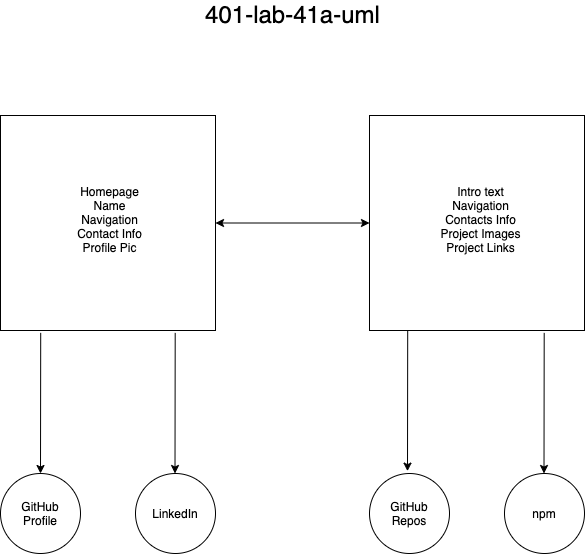 401-lab-41a-uml
Homepage
Name
Navigation
Contact Info
Profile Pic
Intro text
Navigation
Contacts Info
Project Images
Project Links
GitHub
Profile
LinkedIn
GitHub
Repos
npm